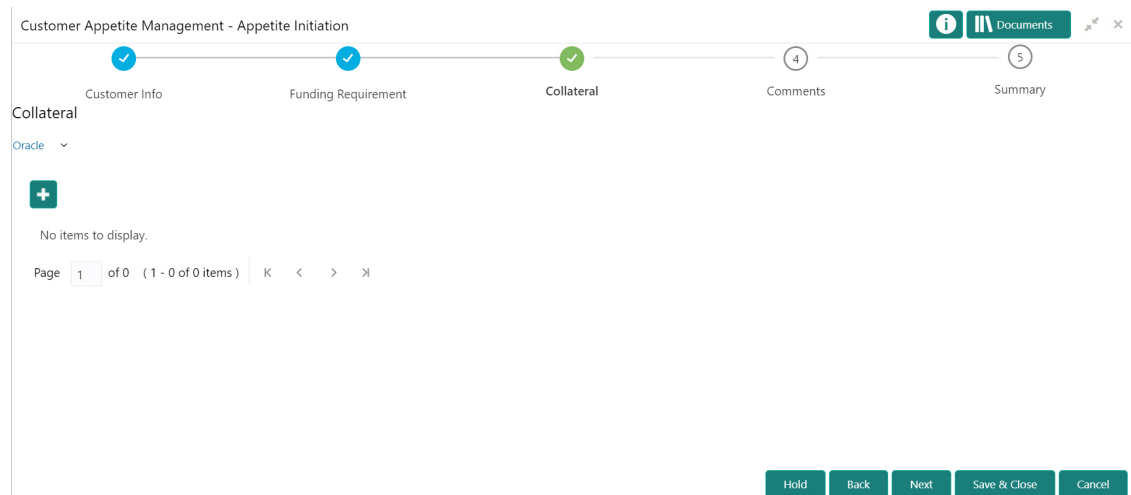 Customer Appetite Management - Appetite Initiation
i Documents
4 5
Customer Info Funding Requirement Collateral Comments Summary
Collateral
Oracle
No items to display.
Page 1 of 0 ( 1 - 0 of 0 items )
Hold Back Next Save & Close Cancel